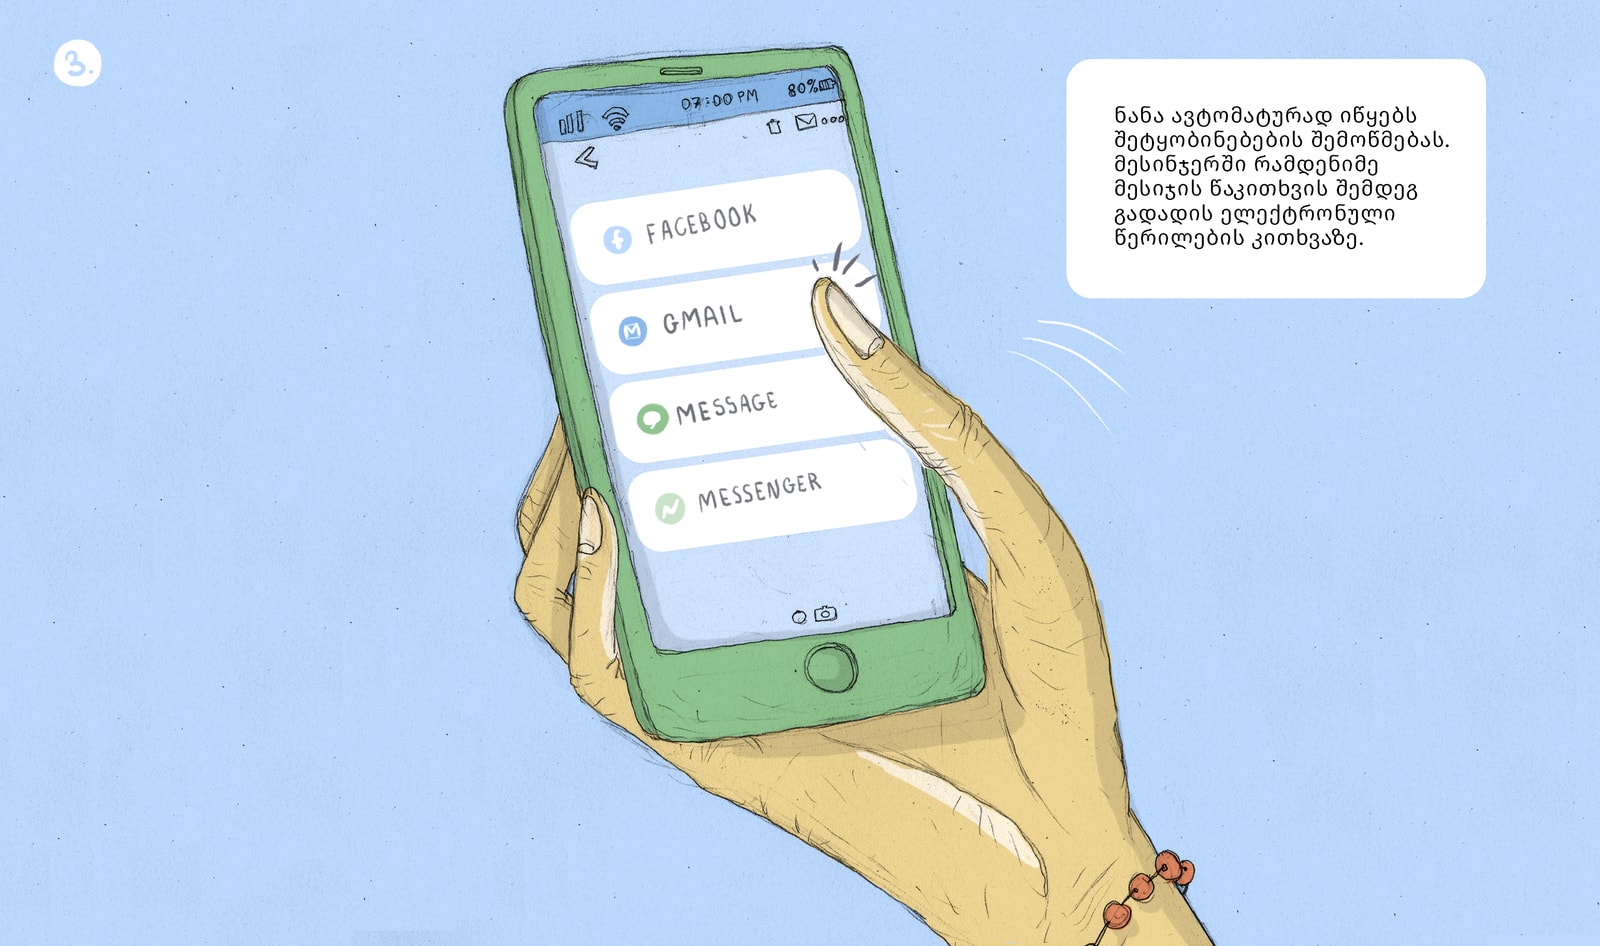 3.
07:00 PM
80%
FACEBOOK
GMAIL
MESSAGE
MESSENGER
ნანა ავტომატურად იწყებს
შეტყობინებების შემოწმებას.
მესინჯერში რამდენიმე
მესიჯის წაკითხვის შემდეგ
გადადის ელექტრონული
წერილების კითხვაზე.